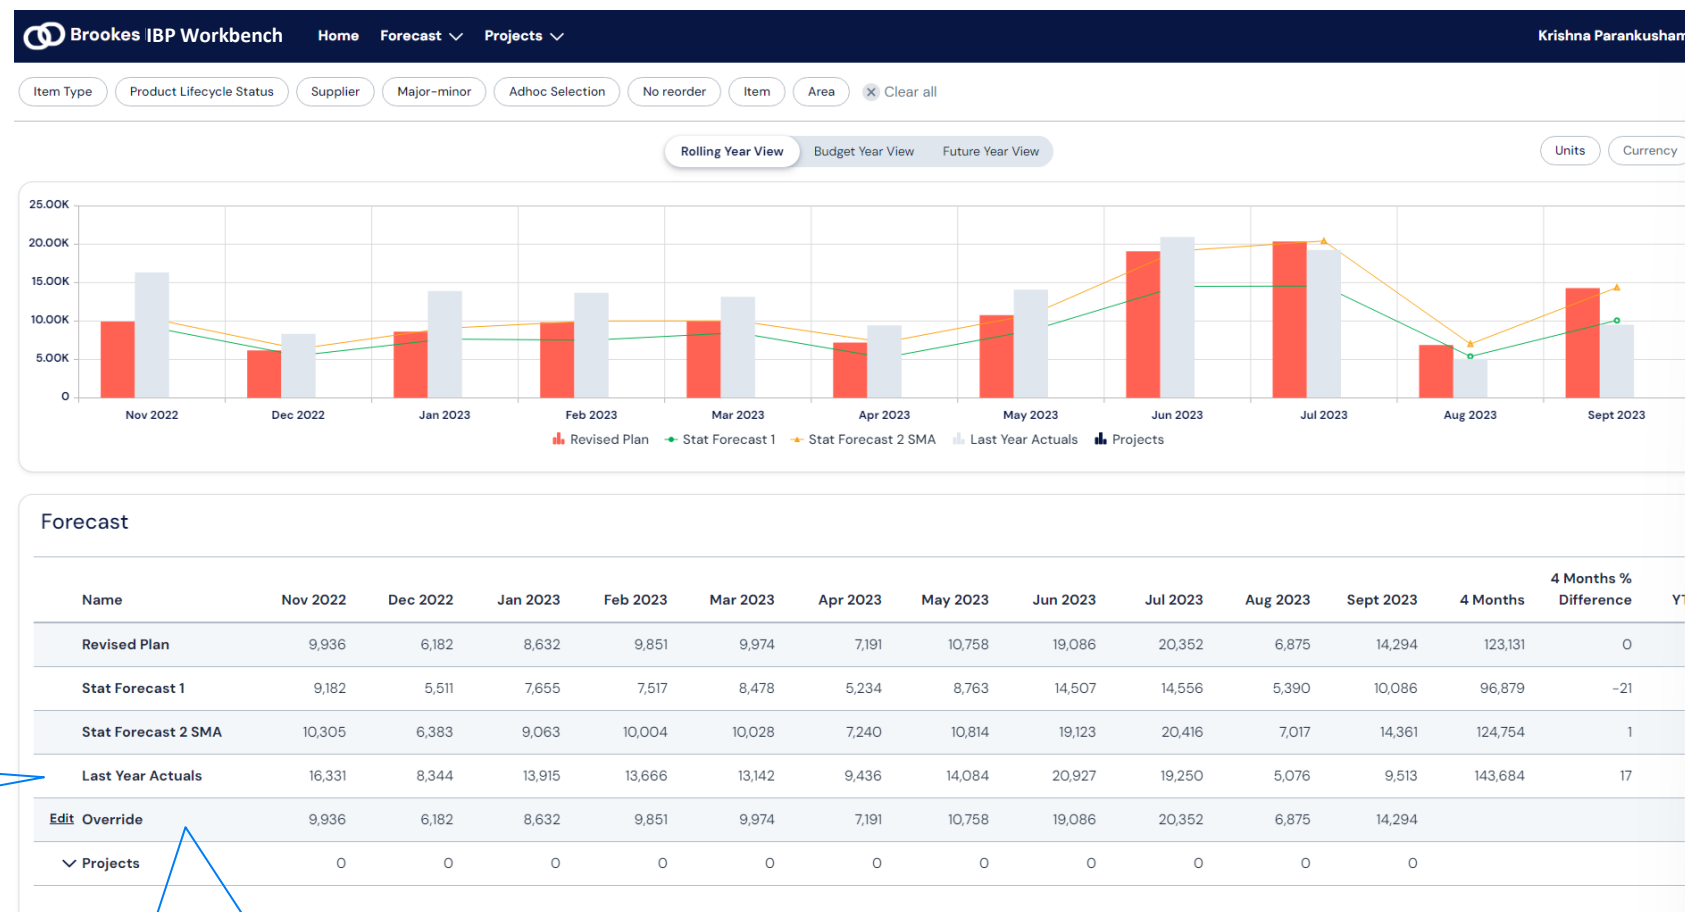 Brookes IBP Workbench Home Forecast Projects Krishna Parankusham
Item Type Product Lifecycle Status Supplier Major-minor Adhoc Selection No reorder Item Area Clear all
Rolling Year View Budget Year View Future Year View Units Currency
25.00K
20.00K
15.00K
10.00K
5.00K
0
Nov 2022 Dec 2022 Jan 2023 Feb 2023 Mar 2023 Apr 2023 May 2023 Jun 2023 Jul 2023 Aug 2023 Sept 2023
Revised Plan Stat Forecast 1 Stat Forecast 2 SMA Last Year Actuals Projects
Forecast
Name Nov 2022 Dec 2022 Jan 2023 Feb 2023 Mar 2023 Apr 2023 May 2023 Jun 2023 Jul 2023 Aug 2023 Sept 2023 4 Months 4 Months % Difference
Revised Plan 9,936 6,182 8,632 9,851 9,974 7,191 10,758 19,086 20,352 6,875 14,294 123,131 0
Stat Forecast 1 9,182 5,511 7,655 7,517 8,478 5,234 8,763 14,507 14,556 5,390 10,086 96,879 -21
Stat Forecast 2 SMA 10,305 6,383 9,063 10,004 10,028 7,240 10,814 19,123 20,416 7,017 14,361 124,754 1
Last Year Actuals 16,331 8,344 13,915 13,666 13,142 9,436 14,084 20,927 19,250 5,076 9,513 143,684 17
Edit Override 9,936 6,182 8,632 9,851 9,974 7,191 10,758 19,086 20,352 6,875 14,294
Projects 0 0 0 0 0 0 0 0 0 0 0